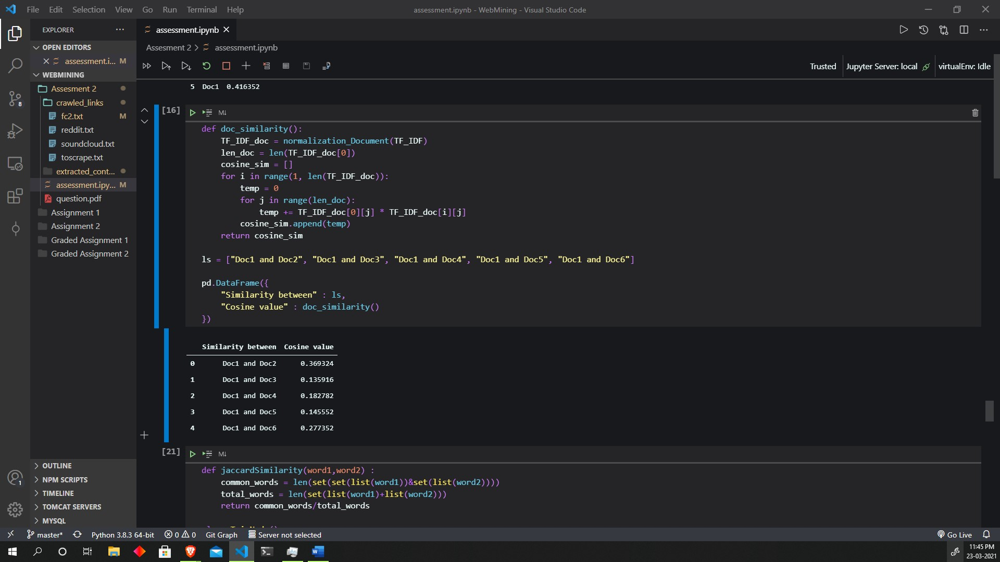 File Edit Selection View Go Run Terminal Help
assessment.ipynb - WebMining - Visual Studio Code
EXPLORER
OPEN EDITORS
assessment.i... M
WEBMINING
Assesment 2
crawled_links
fc2.txt M
reddit.txt
soundcloud.txt
toscrape.txt
extracted_cont...
assessment.ipy... M
question.pdf
Assignment 1
Assignment 2
Graded Assignment 1
Graded Assignment 2
OUTLINE
NPM SCRIPTS
TIMELINE
TOMCAT SERVERS
MYSQL
8
1
assessment.ipynb
Assesment 2 > assessment.ipynb
Trusted Jupyter Server: local virtualEnv: Idle
5 Doc1 0.416352
[16]
M↓
def doc_similarity():
    TF_IDF_doc = normalization_Document(TF_IDF)
    len_doc = len(TF_IDF_doc[0])
    cosine_sim = []
    for i in range(1, len(TF_IDF_doc)):
        temp = 0
        for j in range(len_doc):
            temp += TF_IDF_doc[0][j] * TF_IDF_doc[i][j]
        cosine_sim.append(temp)
    return cosine_sim
ls = ["Doc1 and Doc2", "Doc1 and Doc3", "Doc1 and Doc4", "Doc1 and Doc5", "Doc1 and Doc6"]
pd.DataFrame({
    "Similarity between" : ls,
    "Cosine value" : doc_similarity()
})
Similarity between Cosine value
0 Doc1 and Doc2 0.369324
1 Doc1 and Doc3 0.135916
2 Doc1 and Doc4 0.182782
3 Doc1 and Doc5 0.145552
4 Doc1 and Doc6 0.277352
[21]
M↓
def jaccardSimilarity(word1,word2) :
    common_words = len(set(set(list(word1))&set(list(word2))))
    total_words = len(set(list(word1)+list(word2)))
    return common_words/total_words
master* Python 3.8.3 64-bit 0 0 Git Graph Server not selected Go Live
11:45 PM
23-03-2021